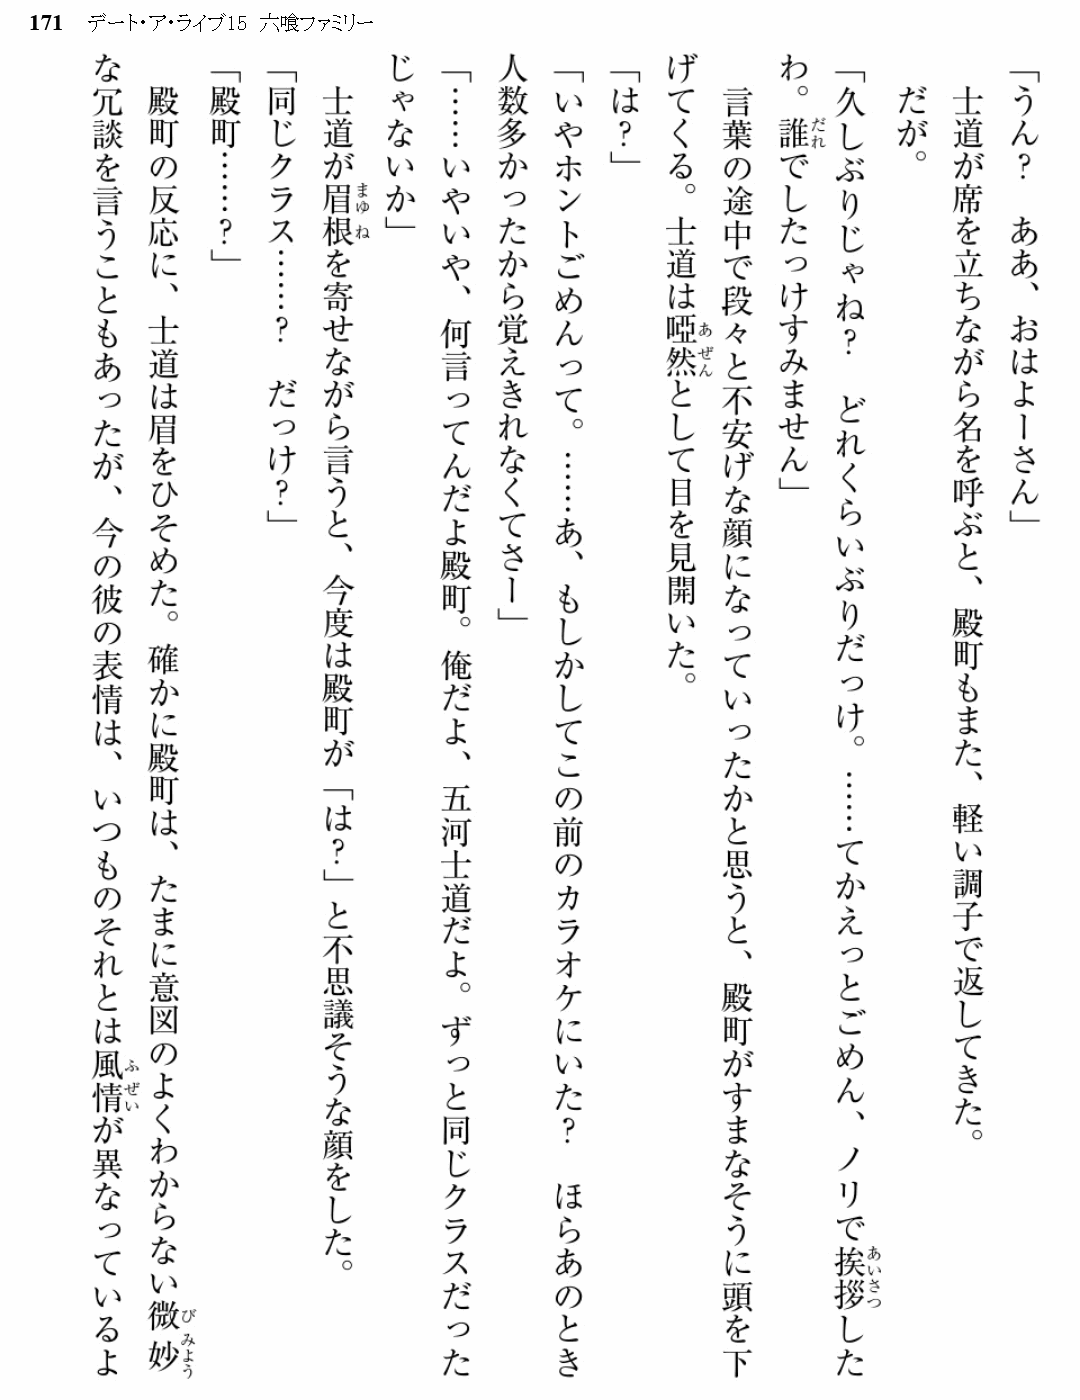 171 デート・ア・ライブ15 六喰ファミリー
「うん？　ああ、おはよーさん」
　士道が席を立ちながら名を呼ぶと、殿町もまた、軽い調子で返してきた。
　だが。
「久しぶりじゃね？　どれくらいぶりだっけ。……てかえっとごめん、ノリで挨拶した
わ。誰でしたっけすみません」
　言葉の途中で段々と不安げな顔になっていったかと思うと、殿町がすまなそうに頭を下
げてくる。士道は啞然として目を見開いた。
「は？」
「いやホントごめんって。……あ、もしかしてこの前のカラオケにいた？　ほらあのとき
人数多かったから覚えきれなくてさー」
「……いやいや、何言ってんだよ殿町。俺だよ、五河士道だよ。ずっと同じクラスだった
じゃないか」
　士道が眉根を寄せながら言うと、今度は殿町が「は？」と不思議そうな顔をした。
「同じクラス……？　だっけ？」
「殿町……？」
　殿町の反応に、士道は眉をひそめた。確かに殿町は、たまに意図のよくわからない微妙
な冗談を言うこともあったが、今の彼の表情は、いつものそれとは風情が異なっているよ